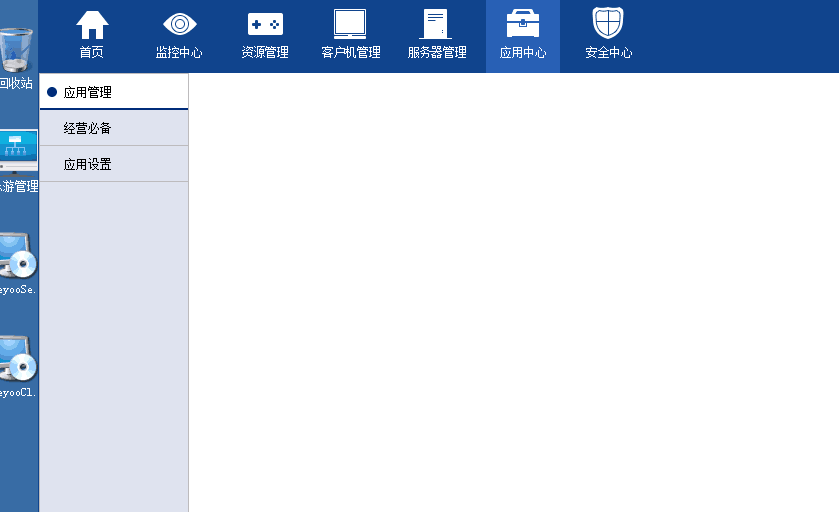 首页
监控中心
资源管理
客户机管理
服务器管理
应用中心
安全中心
回收站
应用管理
经营必备
应用设置
游管理
eyooSe.
eyooCl.